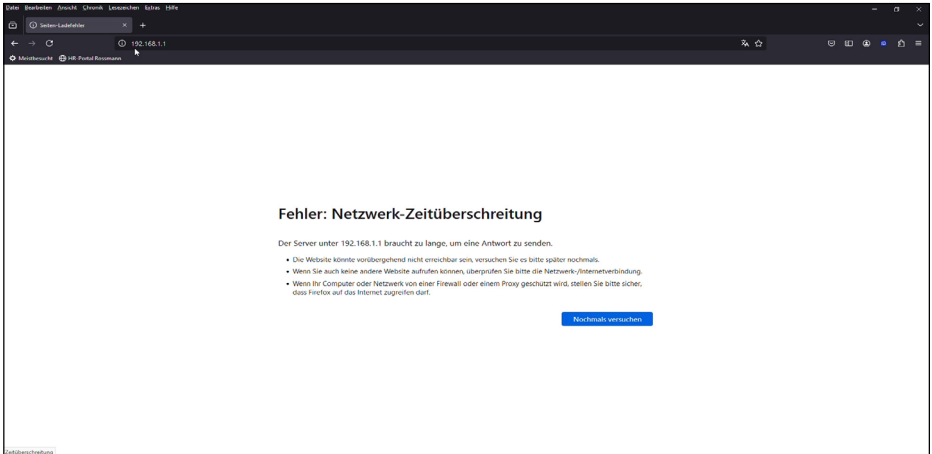 Datei Bearbeiten Ansicht Chronik Lesezeichen Extras Hilfe
Seiten-Ladefehler
192.168.1.1
Meistbesucht HR-Portal Rossmann
Fehler: Netzwerk-Zeitüberschreitung
Der Server unter 192.168.1.1 braucht zu lange, um eine Antwort zu senden.
• Die Website könnte vorübergehend nicht erreichbar sein, versuchen Sie es bitte später nochmals.
• Wenn Sie auch keine andere Website aufrufen können, überprüfen Sie bitte die Netzwerk-/Internetverbindung.
• Wenn Ihr Computer oder Netzwerk von einer Firewall oder einem Proxy geschützt wird, stellen Sie bitte sicher,
dass Firefox auf das Internet zugreifen darf.
Nochmals versuchen
Zeitüberschreitung